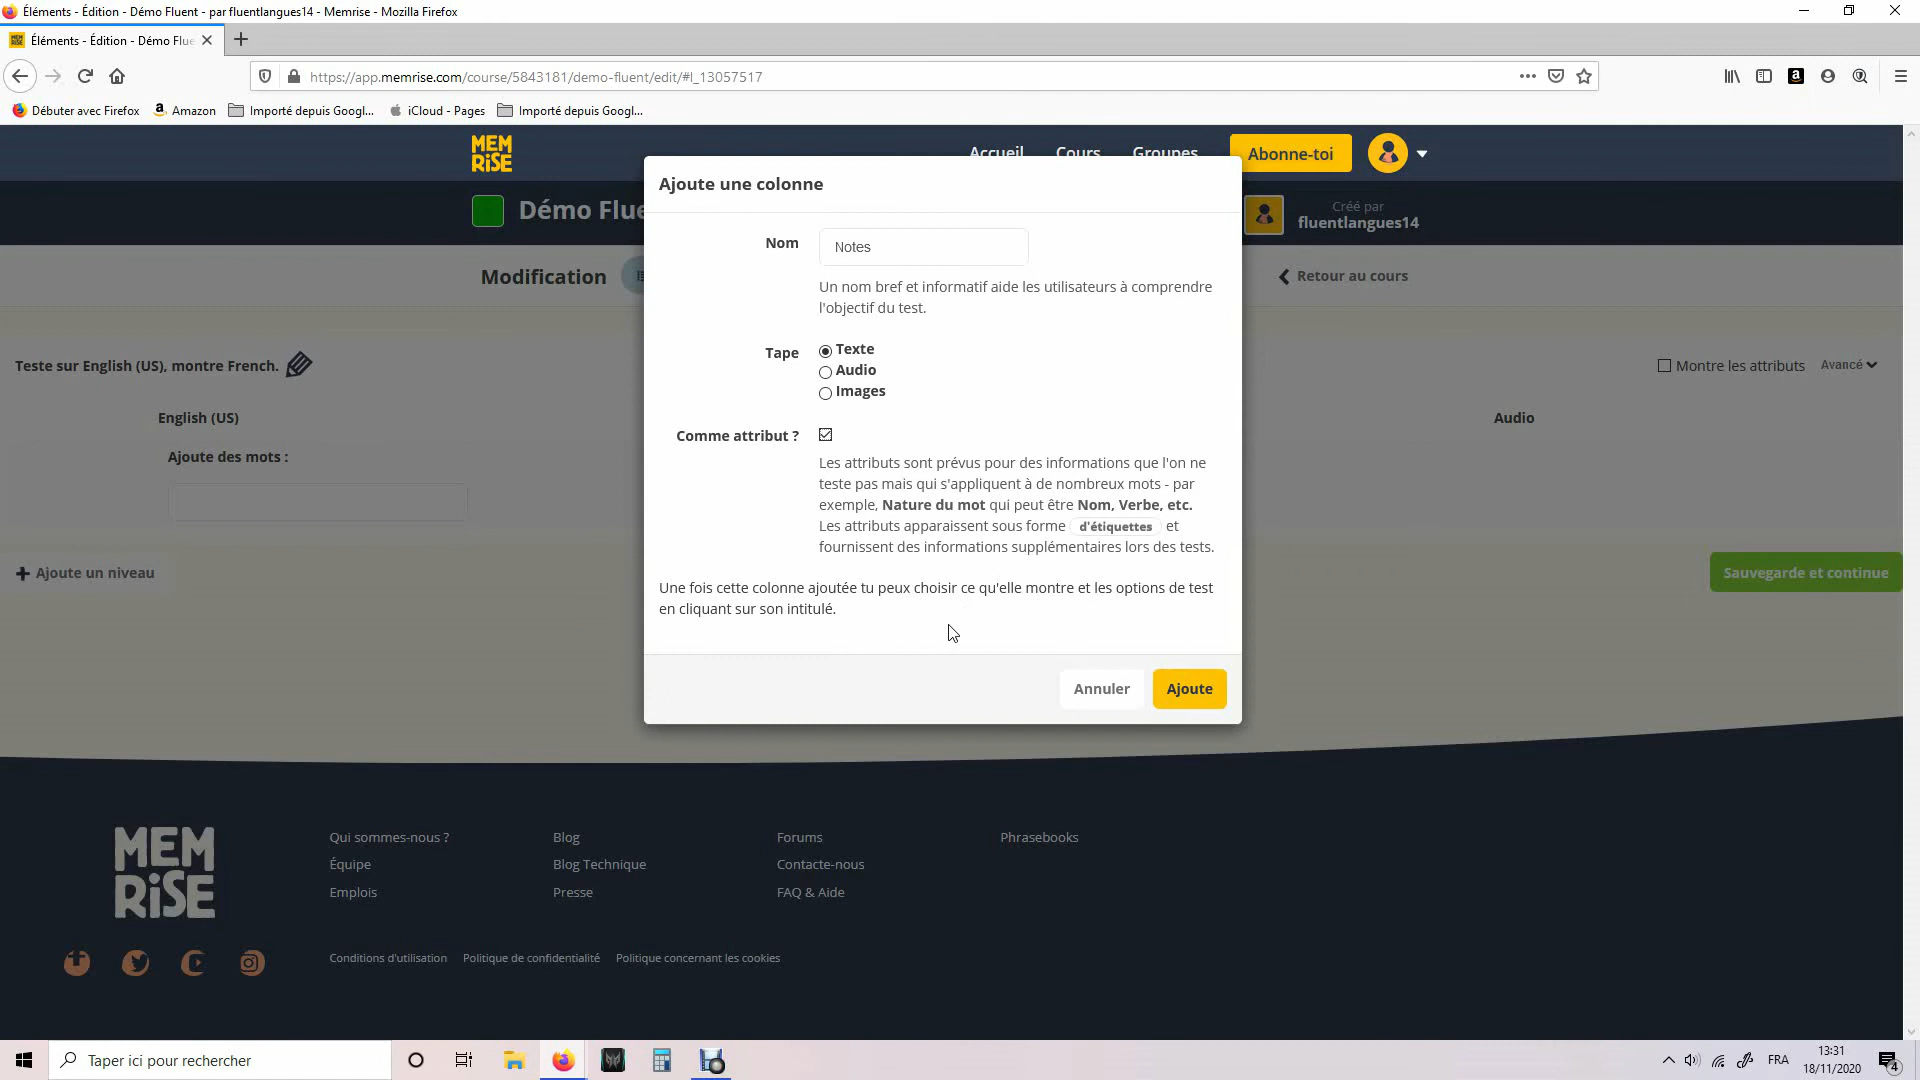 Éléments - Édition - Démo Fluent - par fluentlangues14 - Memrise - Mozilla Firefox
Éléments - Édition - Démo Flue
https://app.memrise.com/course/5843181/demo-fluent/edit/#l_13057517
Débuter avec Firefox
Amazon
Importé depuis Googl...
iCloud - Pages
Importé depuis Googl...
MEM
RiSE
Accueil
Cours
Groupes
Abonne-toi
Démo Flue
Créé par
fluentlangues14
Modification
Retour au cours
Ajoute une colonne
Nom
Notes
Un nom bref et informatif aide les utilisateurs à comprendre
l'objectif du test.
Tape
Texte
Audio
Images
Comme attribut ?
Les attributs sont prévus pour des informations que l'on ne
teste pas mais qui s'appliquent à de nombreux mots - par
exemple, Nature du mot qui peut être Nom, Verbe, etc.
Les attributs apparaissent sous forme d'étiquettes et
fournissent des informations supplémentaires lors des tests.
Une fois cette colonne ajoutée tu peux choisir ce qu'elle montre et les options de test
en cliquant sur son intitulé.
Annuler
Ajoute
Teste sur English (US), montre French.
Montre les attributs
Avancé
English (US)
Audio
Ajoute des mots :
Ajoute un niveau
Sauvegarde et continue
MEM
RiSE
Qui sommes-nous ?
Équipe
Emplois
Blog
Blog Technique
Presse
Forums
Contacte-nous
FAQ & Aide
Phrasebooks
Conditions d'utilisation
Politique de confidentialité
Politique concernant les cookies
Taper ici pour rechercher
FRA
13:31
18/11/2020
4